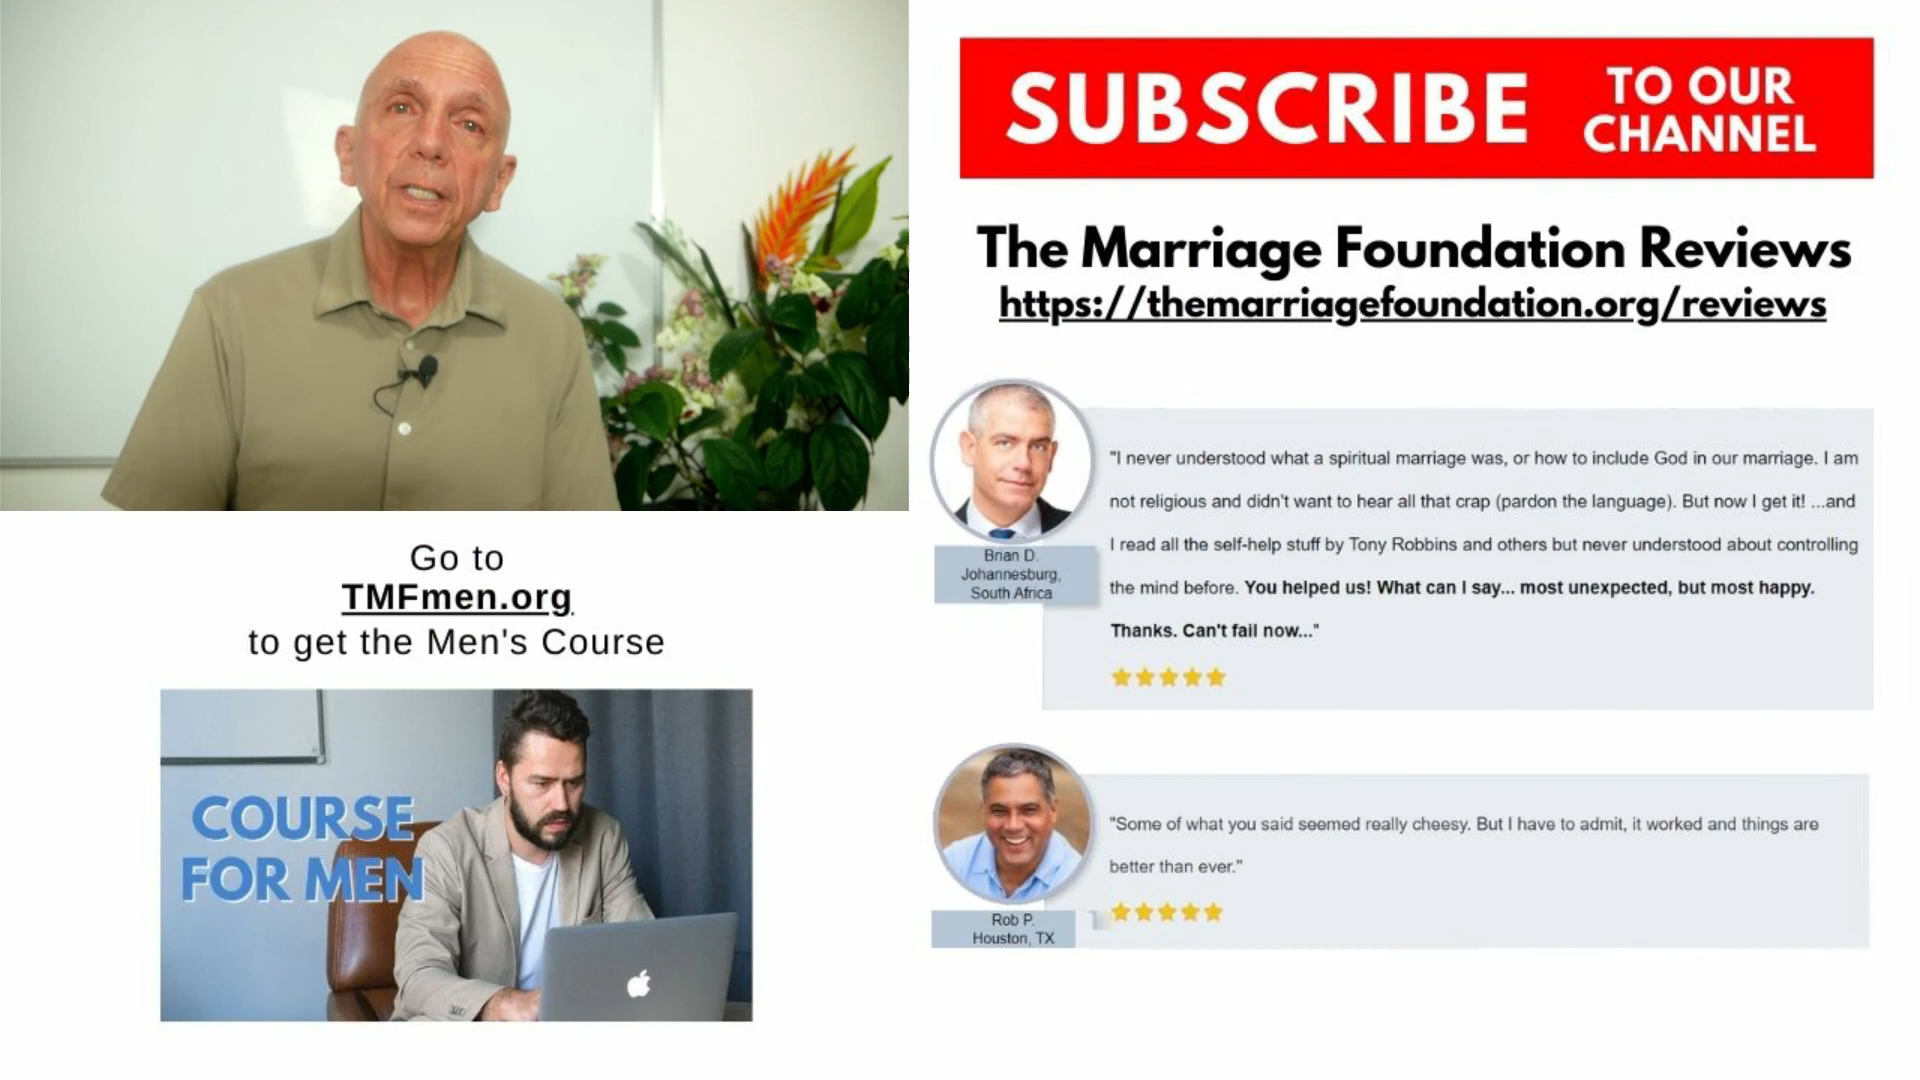 SUBSCRIBE TO OUR CHANNEL
The Marriage Foundation Reviews
https://themarriagefoundation.org/reviews
"I never understood what a spiritual marriage was, or how to include God in our marriage. I am
not religious and didn't want to hear all that crap (pardon the language). But now I get it! ...and
I read all the self-help stuff by Tony Robbins and others but never understood about controlling
the mind before. You helped us! What can I say... most unexpected, but most happy.
Thanks. Can't fail now..."
Brian D.
Johannesburg,
South Africa
"Some of what you said seemed really cheesy. But I have to admit, it worked and things are
better than ever."
Rob P.
Houston, TX
Go to
TMFmen.org
to get the Men's Course
COURSE
FOR MEN